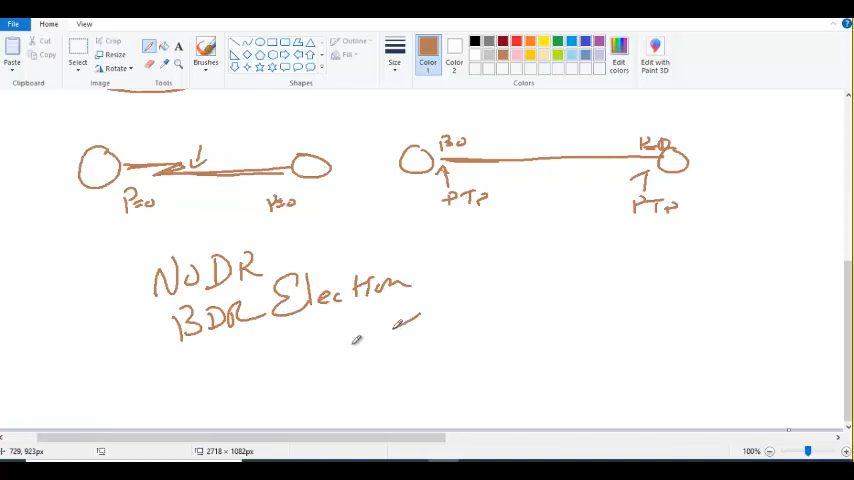 File Home View
Cut
Copy
Paste
Clipboard
Crop
Resize
Rotate
Select
Image
A
Tools
Brushes
Shapes
Outline
Fill
Size
Color
1
Color
2
Edit
colors
Edit with
Paint 3D
Colors
P=0
P=0
PTP
PTP
No DR
BDR Election
729, 923px
2718 × 1082px
100%